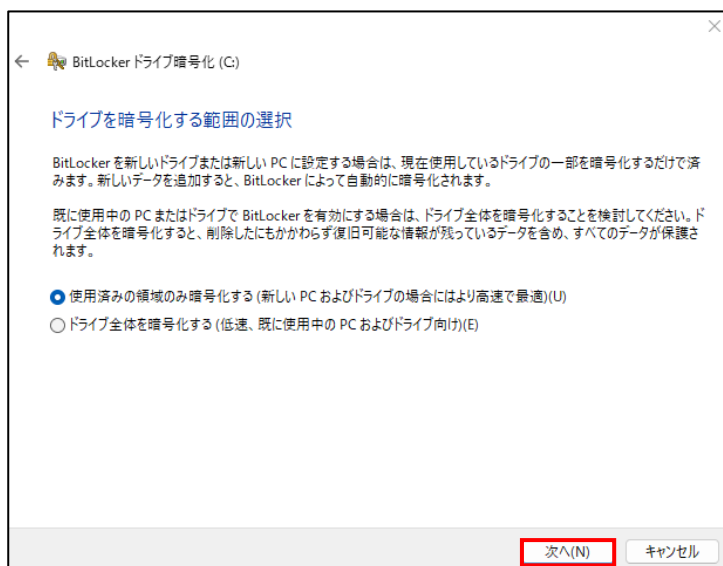 BitLocker ドライブ暗号化 (C:)
ドライブを暗号化する範囲の選択
BitLocker を新しいドライブまたは新しい PC に設定する場合は、現在使用しているドライブの一部を暗号化するだけで済
みます。新しいデータを追加すると、BitLocker によって自動的に暗号化されます。
既に使用中の PC またはドライブで BitLocker を有効にする場合は、ドライブ全体を暗号化することを検討してください。ド
ライブ全体を暗号化すると、削除したにもかかわらず復旧可能な情報が残っているデータを含め、すべてのデータが保護さ
れます。
使用済みの領域のみ暗号化する (新しい PC およびドライブの場合にはより高速で最適)(U)
ドライブ全体を暗号化する (低速、既に使用中の PC およびドライブ向け)(E)
次へ(N)
キャンセル